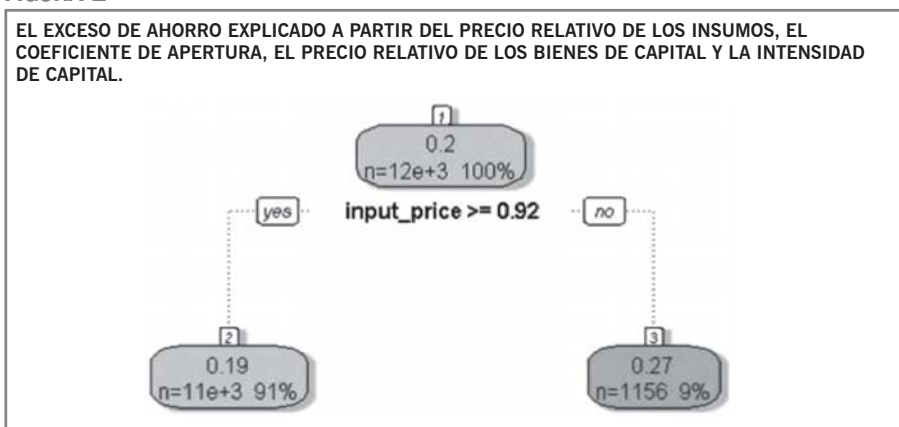 EL EXCESO DE AHORRO EXPLICADO A PARTIR DEL PRECIO RELATIVO DE LOS INSUMOS, EL
COEFICIENTE DE APERTURA, EL PRECIO RELATIVO DE LOS BIENES DE CAPITAL Y LA INTENSIDAD
DE CAPITAL.
1
0.2
n=12e+3 100%
yes
input_price >= 0.92
no
2
3
0.19
0.27
n=11e+3 91%
n=1156 9%